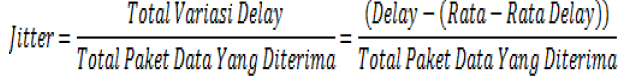 Jitter = Total Variasi Delay / Total Paket Data Yang Diterima = (Delay − (Rata − Rata Delay)) / Total Paket Data Yang Diterima